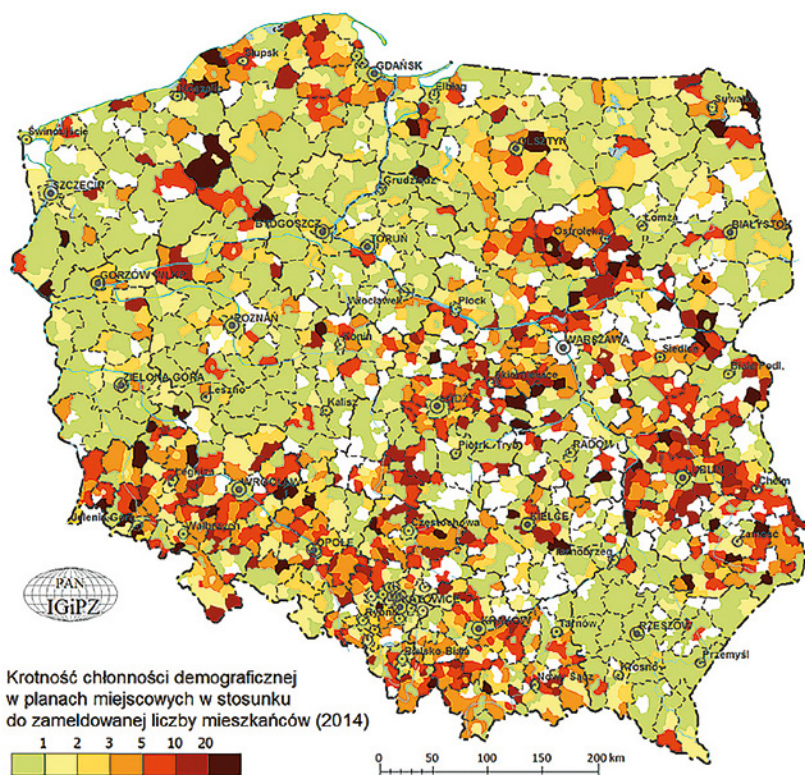 Słupsk
GDAŃSK
Elbląg
Suwałki
Świnoujście
OLSZTYN
SZCZECIN
Grudziądz
Ostrołęka
Łomża
BIAŁYSTOK
BYDGOSZCZ
TORUŃ
GORZÓW WLKP.
Włocławek
Płock
POZNAŃ
Konin
WARSZAWA
Siedlce
Biała Podl.
Skierniewice
ZIELONA GÓRA
Leszno
Kalisz
ŁÓDŹ
Piotrk. Tryb.
RADOM
Legnica
WROCŁAW
LUBLIN
Chełm
Jelenia Góra
Wałbrzych
Częstochowa
KIELCE
Zamość
OPOLE
Tarnobrzeg
PAN
IGiPZ
KATOWICE
Rybnik
KRAKÓW
Tarnów
RZESZÓW
Przemyśl
Bielsko-Biała
Nowy Sącz
Krosno
Krotność chłonności demograficznej
w planach miejscowych w stosunku
do zameldowanej liczby mieszkańców (2014)
1 2 3 5 10 20
0 50 100 150 200 km